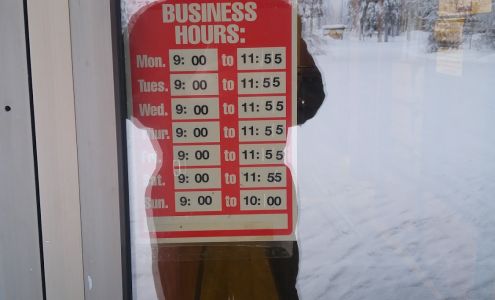 BUSINESS
HOURS:
Mon. 9: 00 to 11: 55
Tues. 9: 00 to 11: 55
Wed. 9: 00 to 11: 55
Thur. 9: 00 to 11: 55
Fri. 9: 00 to 11: 55
Sat. 9: 00 to 11: 55
Sun. 9: 00 to 10: 00